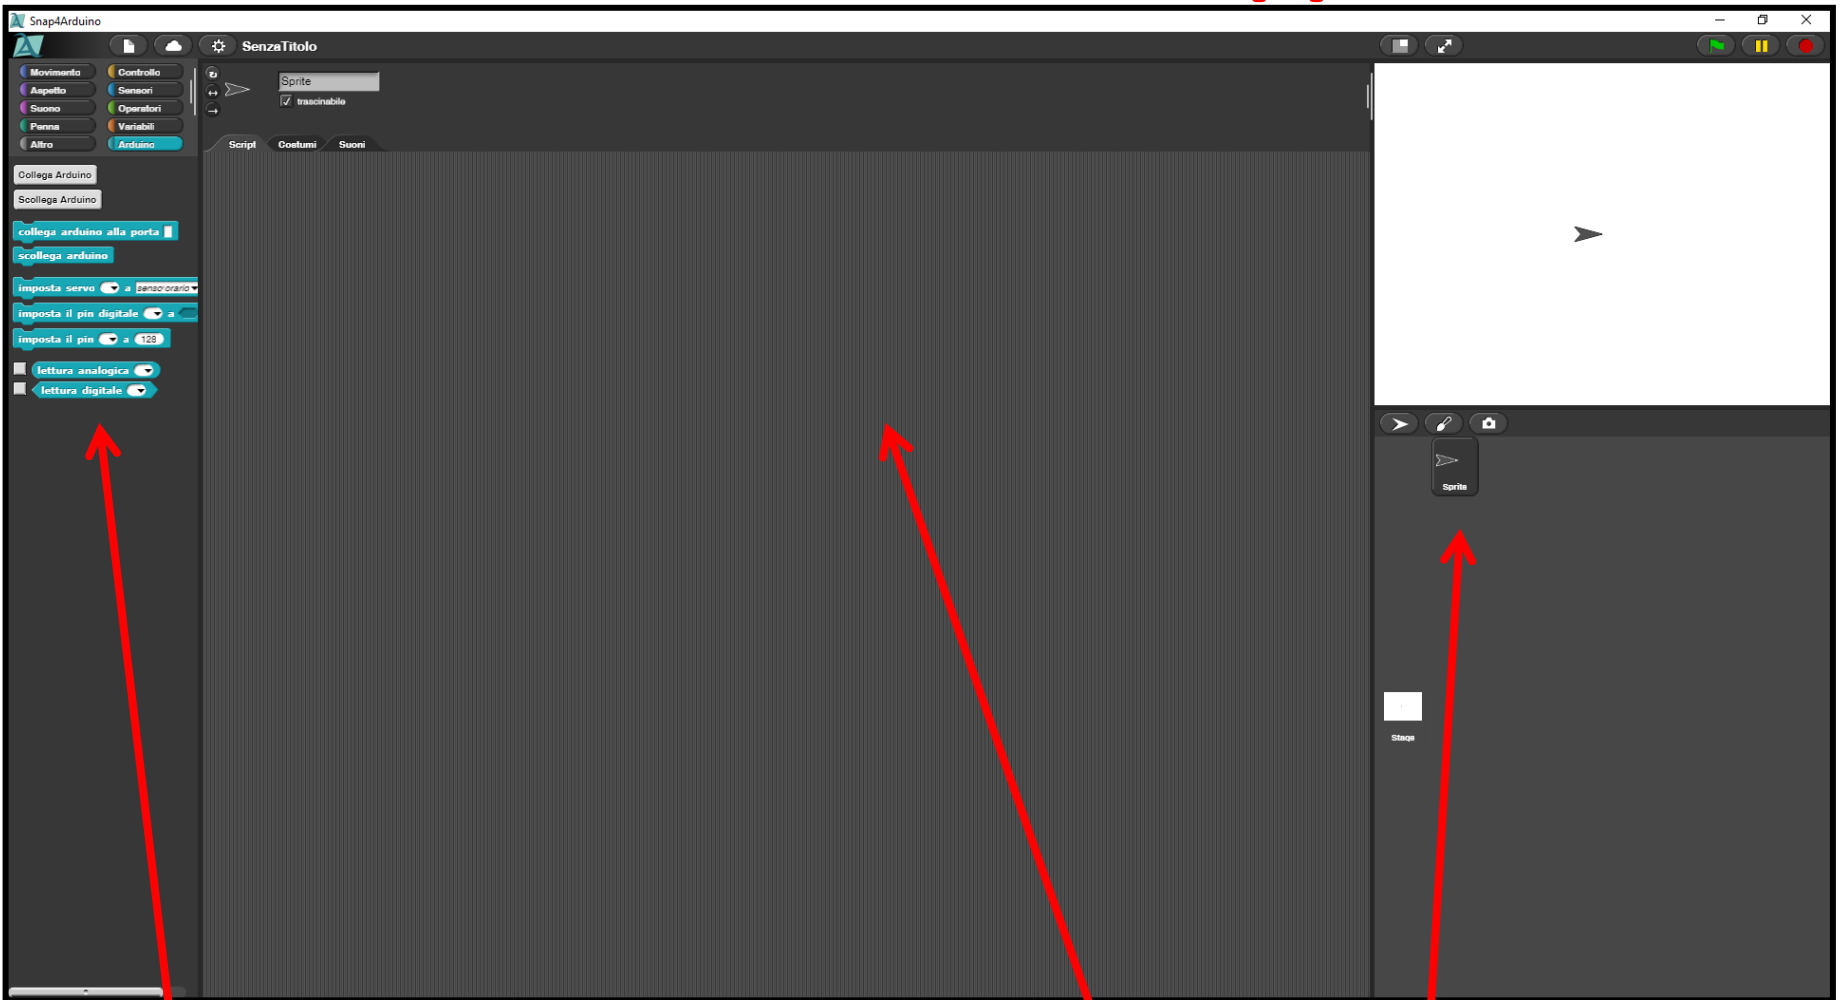 Snap4Arduino
SenzaTitolo
Movimento
Controllo
Aspetto
Sensori
Suono
Operatori
Penna
Variabili
Altro
Arduino
Sprite
trascinabile
Script
Costumi
Suoni
Collega Arduino
Scollega Arduino
collega arduino alla porta
scollega arduino
imposta servo a senso orario
imposta il pin digitale a
imposta il pin a 128
lettura analogica
lettura digitale
Sprite
Stage